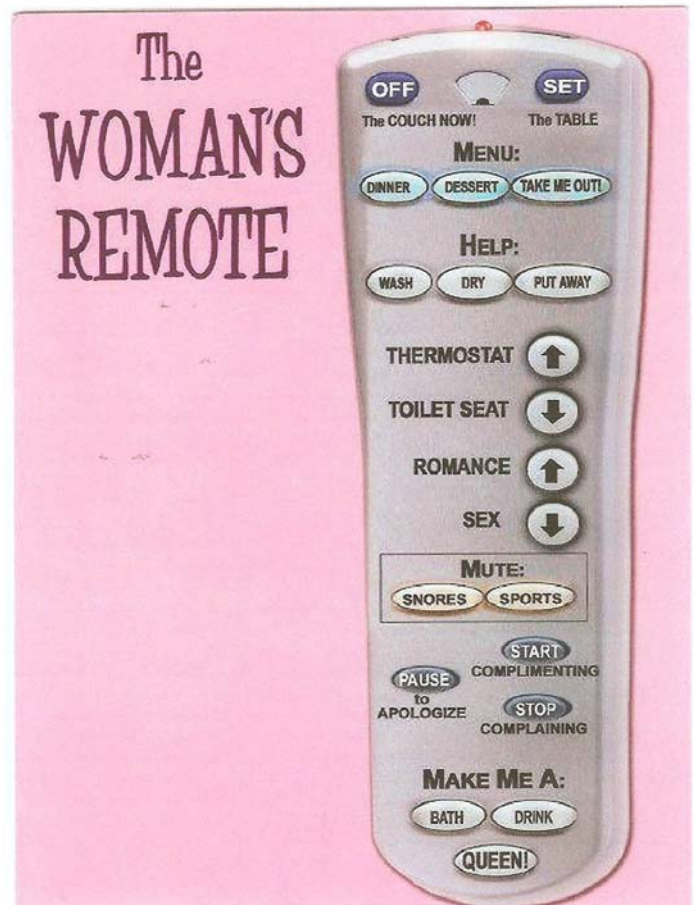 The
WOMAN'S
REMOTE
OFF SET
The COUCH NOW! The TABLE
MENU:
DINNER DESSERT TAKE ME OUT!
HELP:
WASH DRY PUT AWAY
THERMOSTAT
TOILET SEAT
ROMANCE
SEX
MUTE:
SNORES SPORTS
PAUSE
to
APOLOGIZE
START
COMPLIMENTING
STOP
COMPLAINING
MAKE ME A:
BATH DRINK
QUEEN!